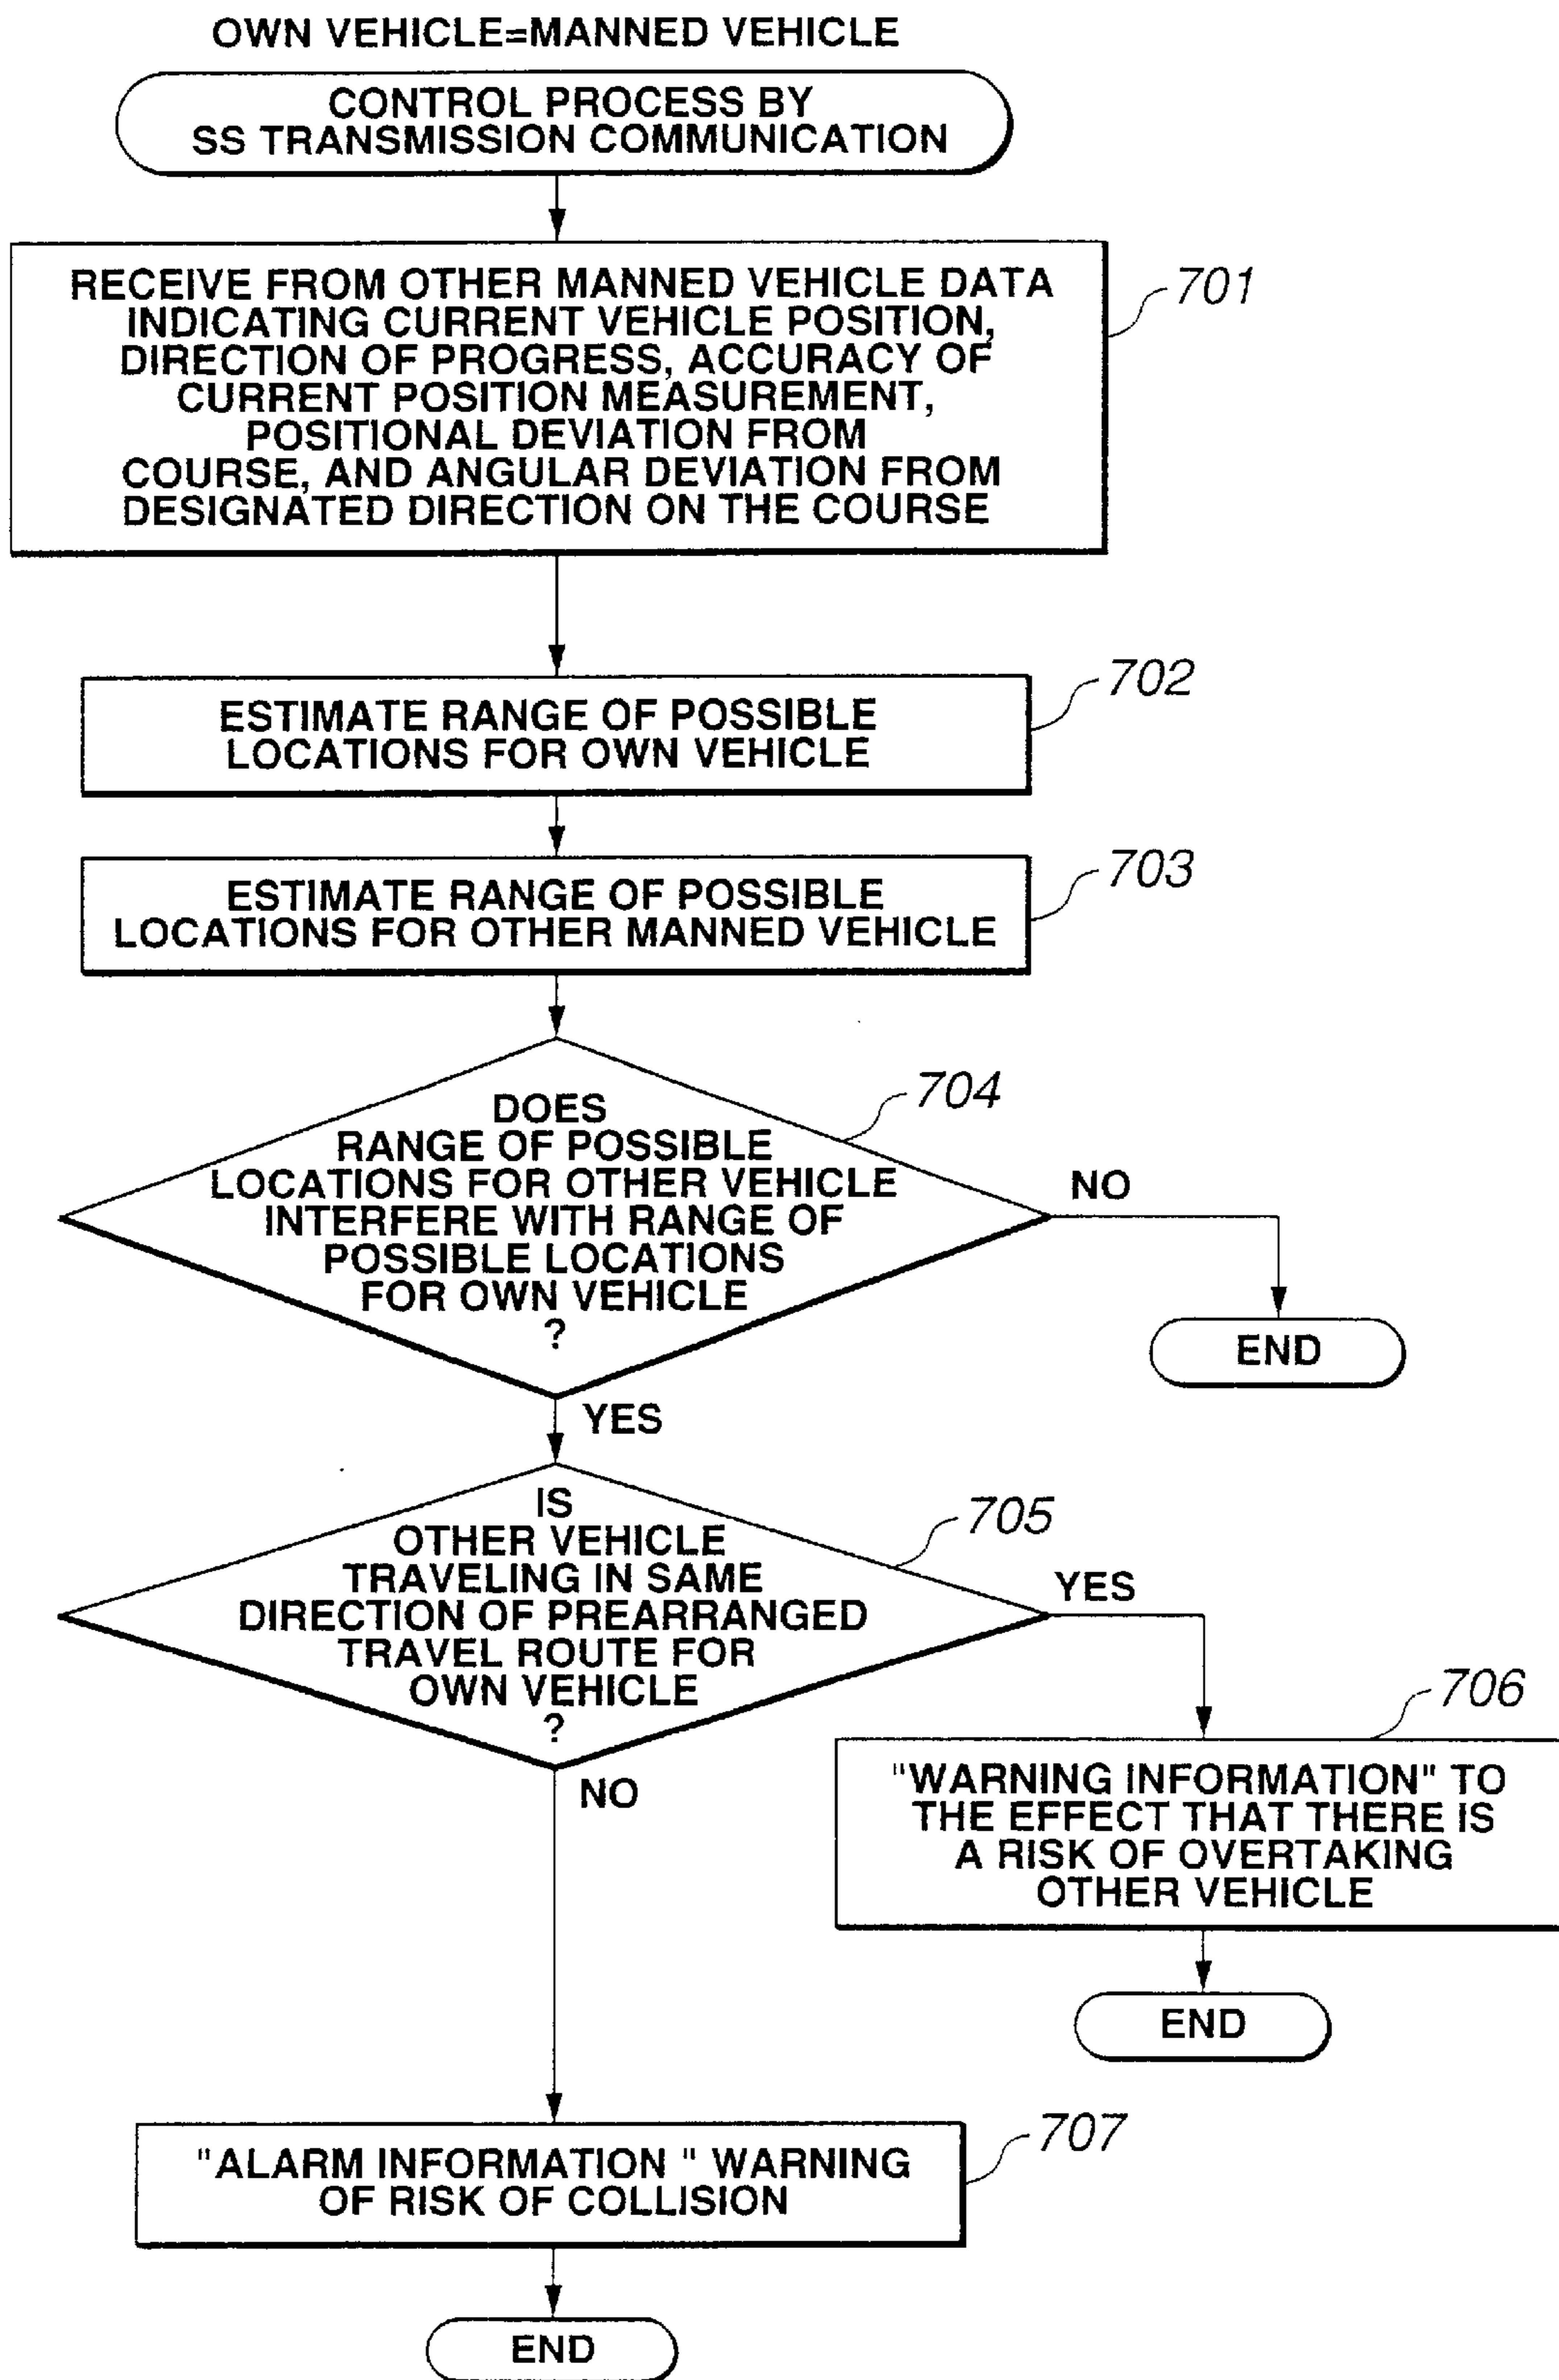 OWN VEHICLE=MANNED VEHICLE
CONTROL PROCESS BY
SS TRANSMISSION COMMUNICATION
RECEIVE FROM OTHER MANNED VEHICLE DATA
INDICATING CURRENT VEHICLE POSITION,
DIRECTION OF PROGRESS, ACCURACY OF
CURRENT POSITION MEASUREMENT,
POSITIONAL DEVIATION FROM
COURSE, AND ANGULAR DEVIATION FROM
DESIGNATED DIRECTION ON THE COURSE
701
ESTIMATE RANGE OF POSSIBLE
LOCATIONS FOR OWN VEHICLE
702
ESTIMATE RANGE OF POSSIBLE
LOCATIONS FOR OTHER MANNED VEHICLE
703
DOES
RANGE OF POSSIBLE
LOCATIONS FOR OTHER VEHICLE
INTERFERE WITH RANGE OF
POSSIBLE LOCATIONS
FOR OWN VEHICLE
?
704
NO
END
YES
IS
OTHER VEHICLE
TRAVELING IN SAME
DIRECTION OF PREARRANGED
TRAVEL ROUTE FOR
OWN VEHICLE
?
705
YES
706
"WARNING INFORMATION" TO
THE EFFECT THAT THERE IS
A RISK OF OVERTAKING
OTHER VEHICLE
END
NO
"ALARM INFORMATION " WARNING
OF RISK OF COLLISION
707
END